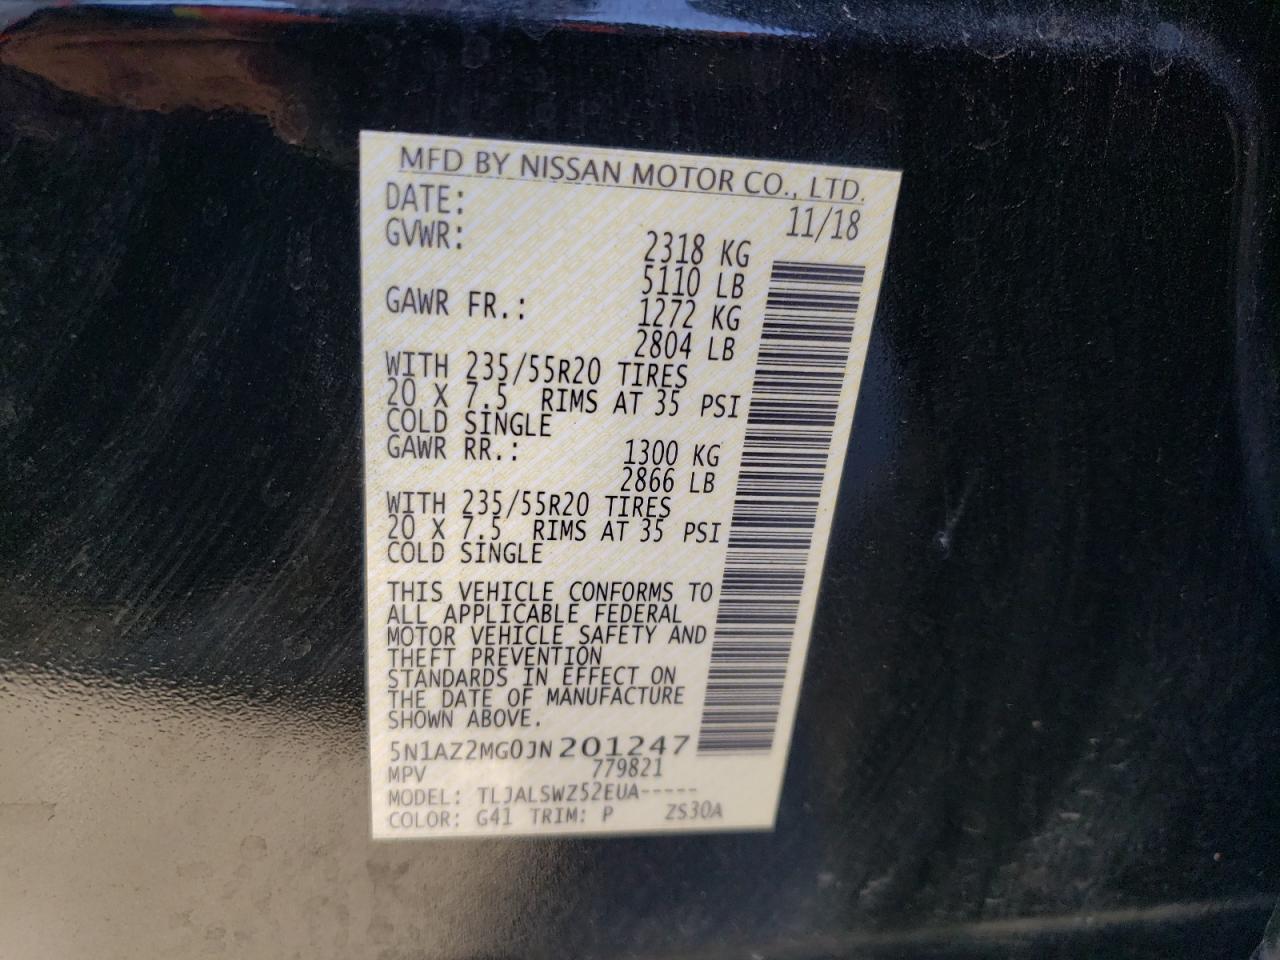 MFD BY NISSAN MOTOR CO., LTD.
DATE: 11/18
GVWR: 2318 KG
5110 LB
GAWR FR.: 1272 KG
2804 LB
WITH 235/55R20 TIRES
20 X 7.5 RIMS AT 35 PSI
COLD SINGLE
GAWR RR.: 1300 KG
2866 LB
WITH 235/55R20 TIRES
20 X 7.5 RIMS AT 35 PSI
COLD SINGLE
THIS VEHICLE CONFORMS TO
ALL APPLICABLE FEDERAL
MOTOR VEHICLE SAFETY AND
THEFT PREVENTION
STANDARDS IN EFFECT ON
THE DATE OF MANUFACTURE
SHOWN ABOVE.
5N1AZ2MG0JN201247
MPV 779821
MODEL: TLJALSWZ52EUA-----
COLOR: G41 TRIM: P ZS30A